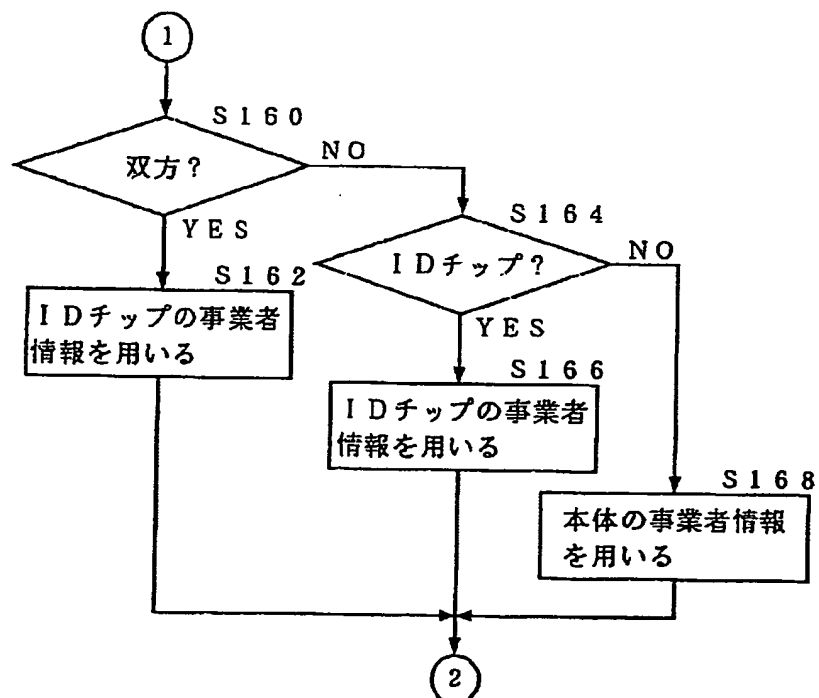 1
S160
双方?
NO
YES
S164
IDチップ?
NO
S162
IDチップの事業者
情報を用いる
YES
S166
IDチップの事業者
情報を用いる
S168
本体の事業者情報
を用いる
2